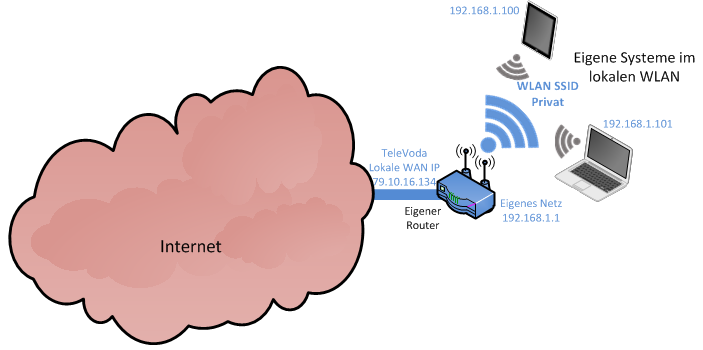 192.168.1.100
Eigene Systeme im
lokalen WLAN
WLAN SSID
Privat
192.168.1.101
TeleVoda
Lokale WAN IP
79.10.16.134
Eigener
Router
Eigenes Netz
192.168.1.1
Internet